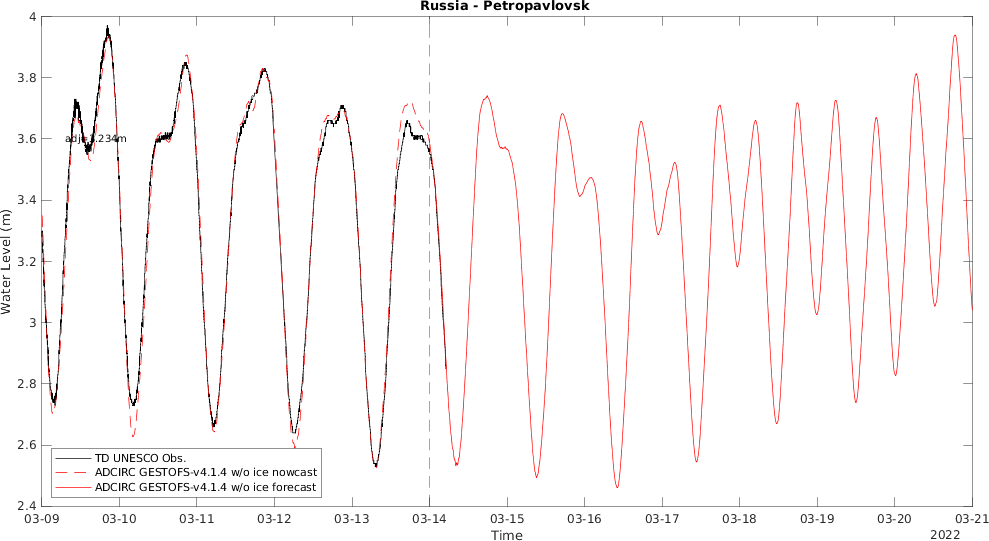 Russia - Petropavlovsk
4
3.8
3.6
3.4
3.2
3
2.8
2.6
2.4
Water Level (m)
TD UNESCO Obs.
ADCIRC GESTOFS-v4.1.4 w/o ice nowcast
ADCIRC GESTOFS-v4.1.4 w/o ice forecast
03-09 03-10 03-11 03-12 03-13 03-14 03-15 03-16 03-17 03-18 03-19 03-20 03-21
Time
2022